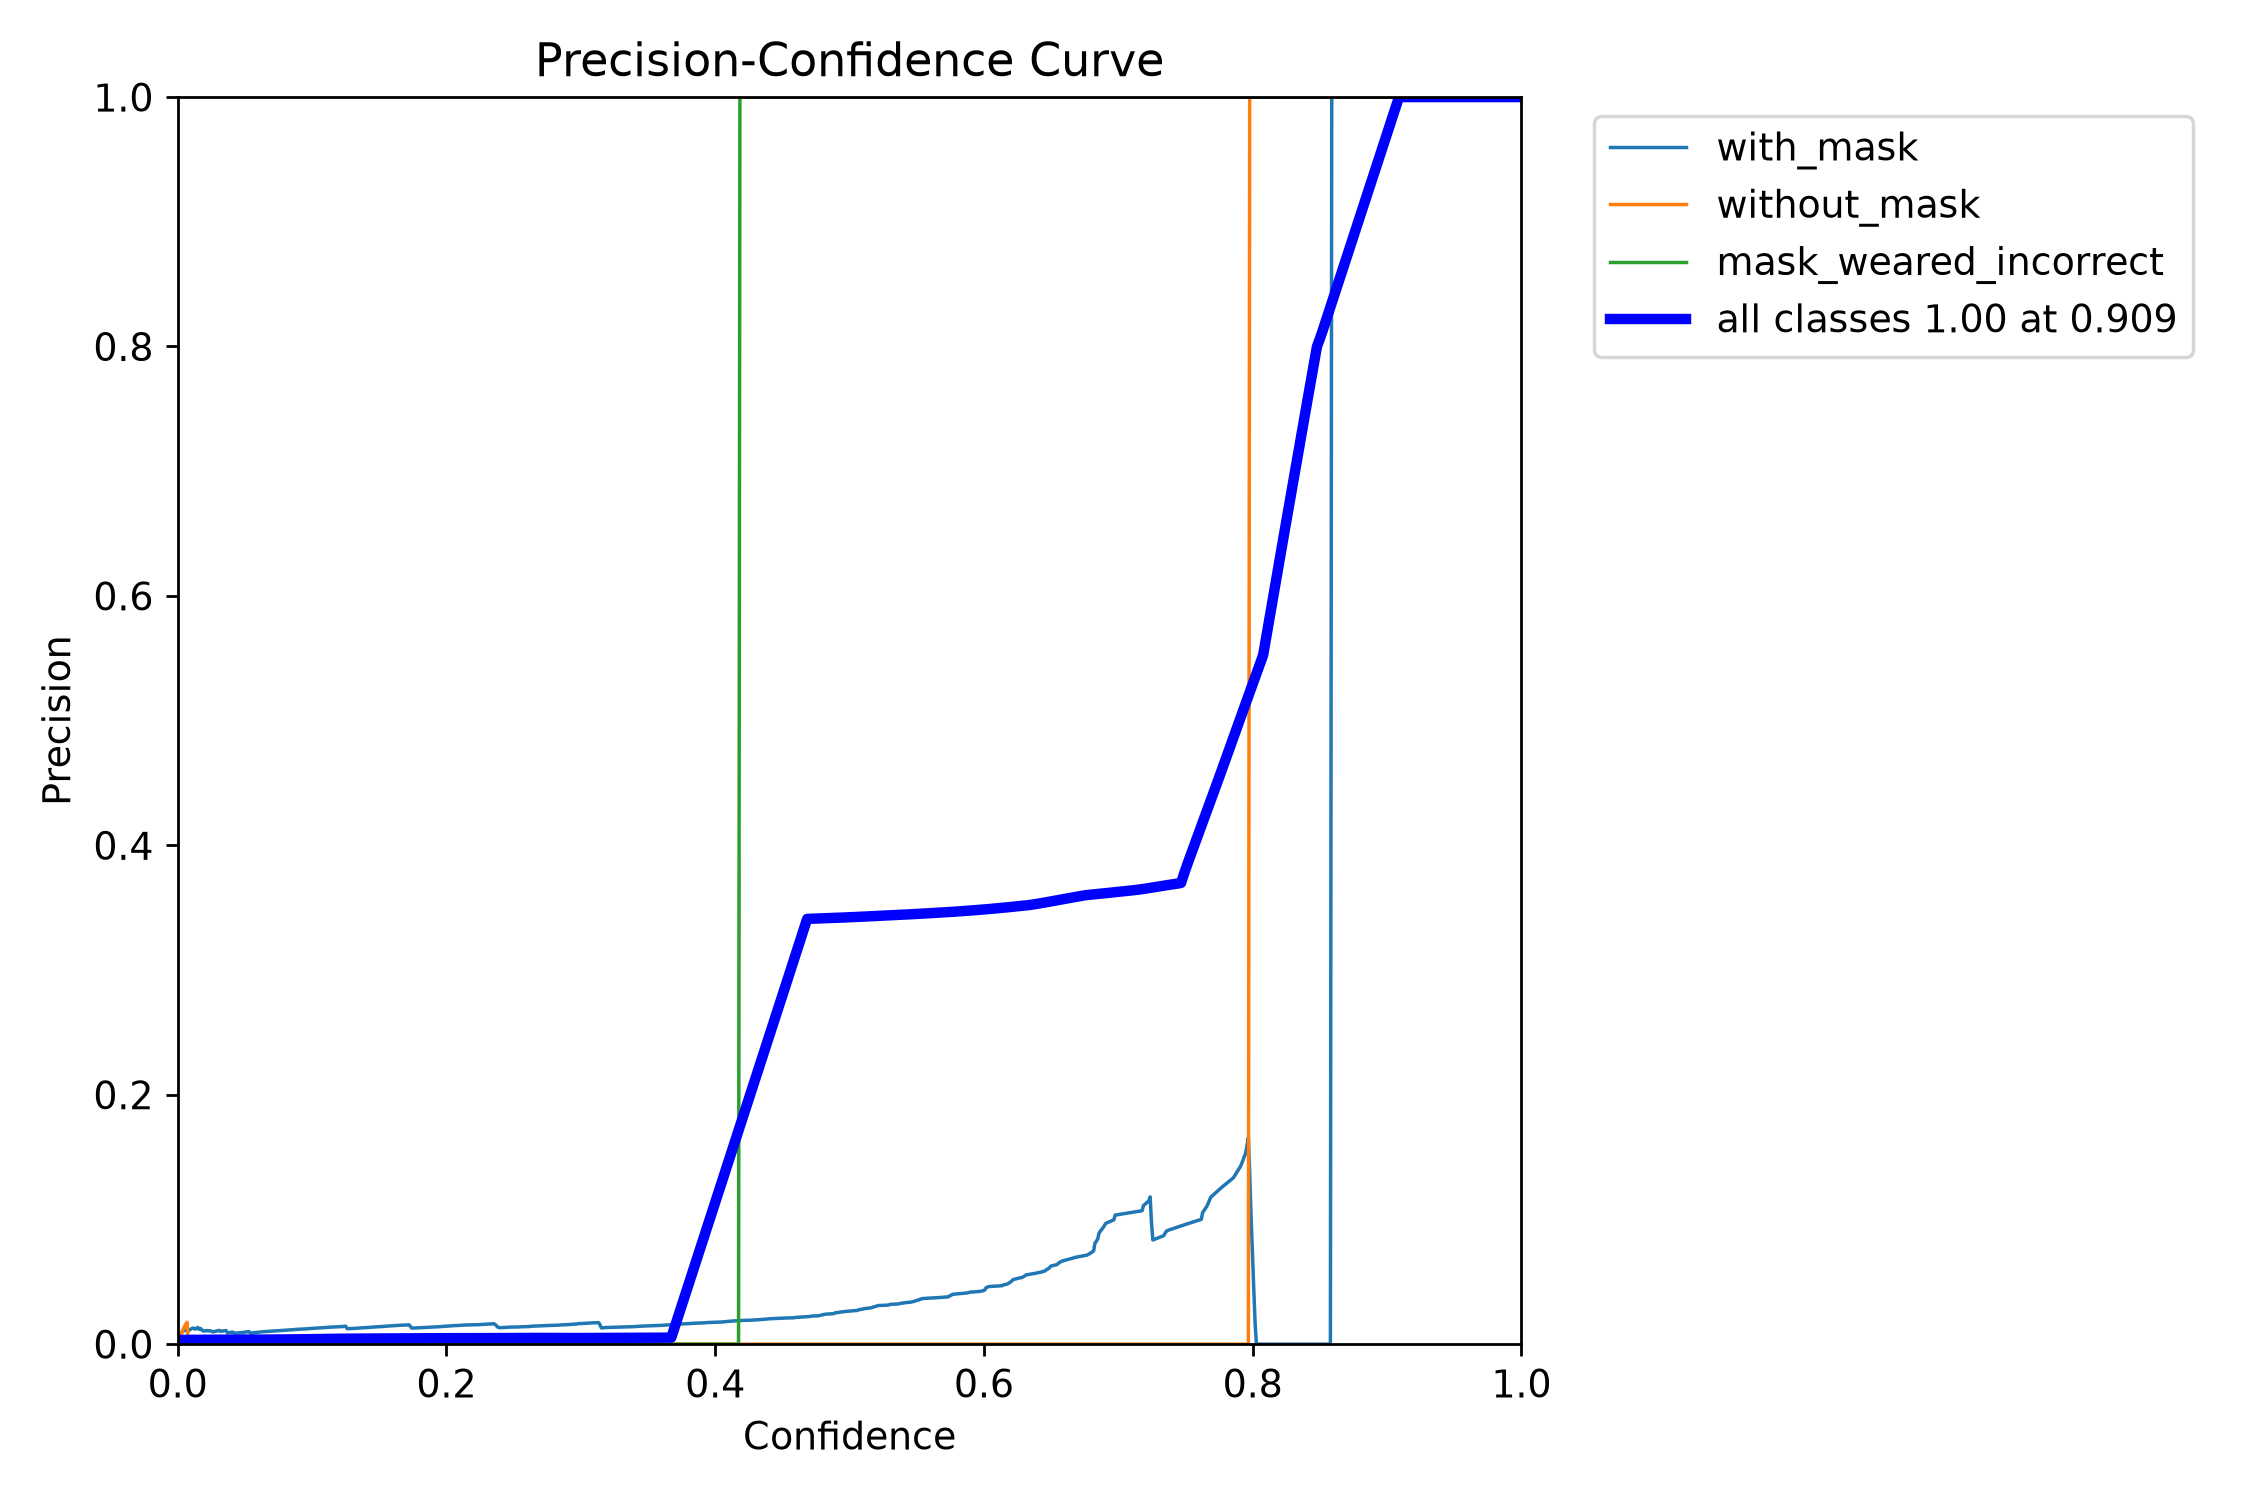 Precision-Confidence Curve
with_mask
without_mask
mask_weared_incorrect
all classes 1.00 at 0.909
Precision
1.0
0.8
0.6
0.4
0.2
0.0
0.0 0.2 0.4 0.6 0.8 1.0
Confidence